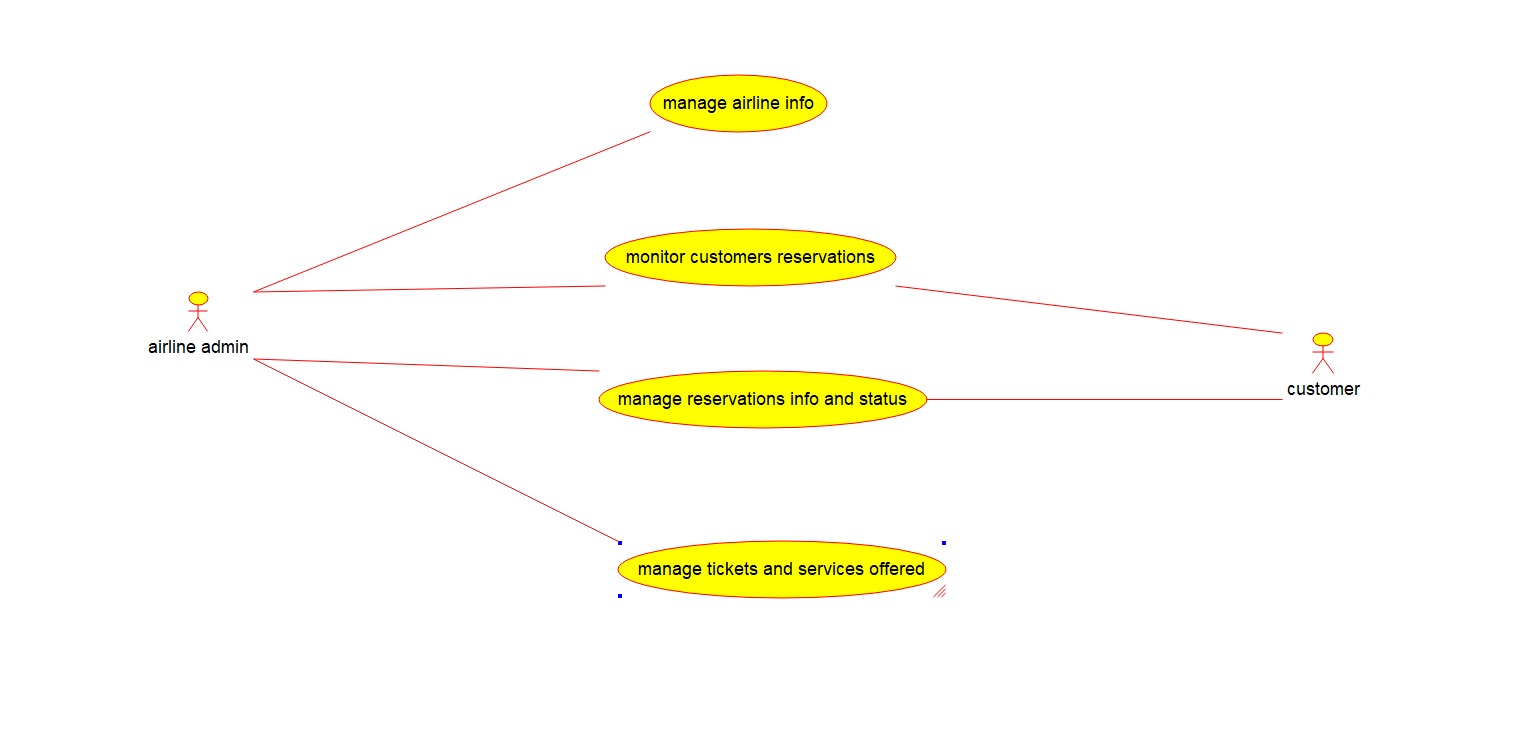 manage airline info
monitor customers reservations
airline admin
customer
manage reservations info and status
manage tickets and services offered